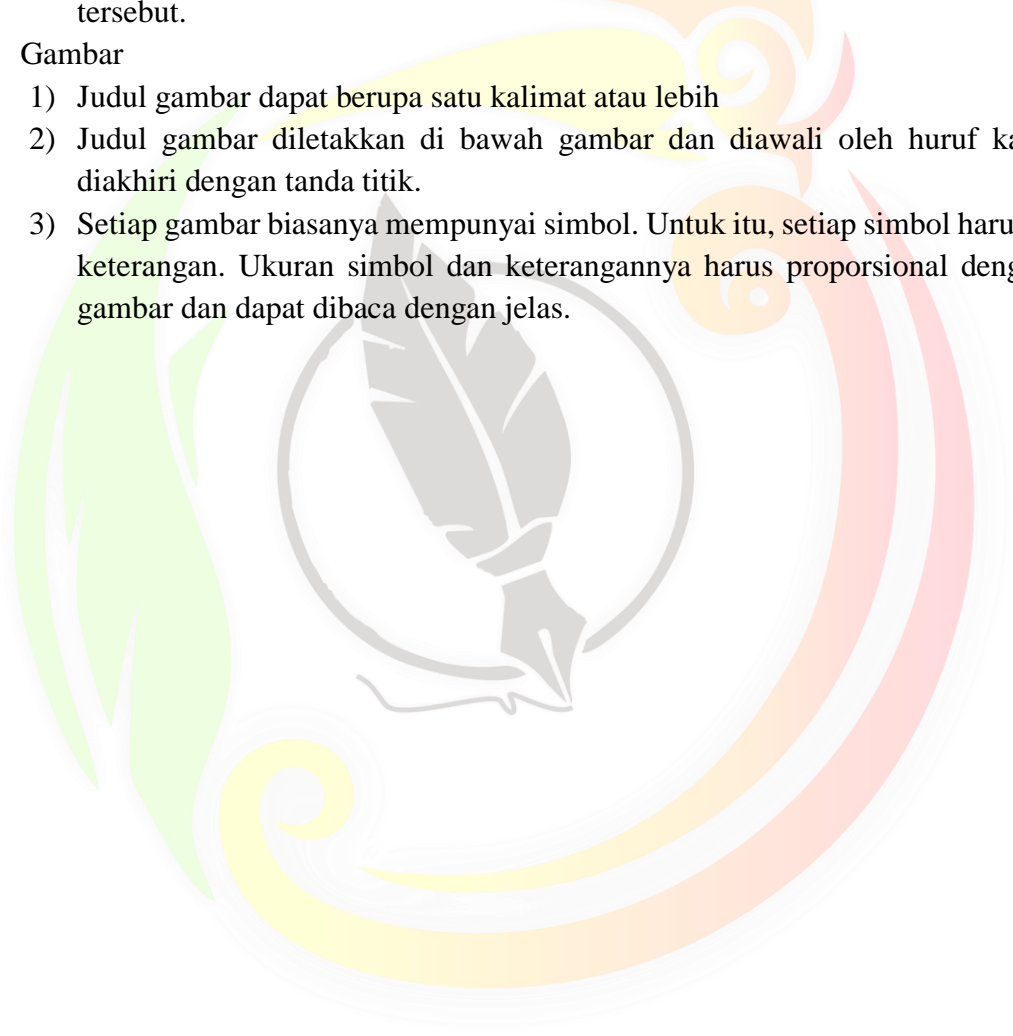 tersebut.
Gambar
1) Judul gambar dapat berupa satu kalimat atau lebih
2) Judul gambar diletakkan di bawah gambar dan diawali oleh huruf ka
diakhiri dengan tanda titik.
3) Setiap gambar biasanya mempunyai simbol. Untuk itu, setiap simbol haru
keterangan. Ukuran simbol dan keterangannya harus proporsional deng
gambar dan dapat dibaca dengan jelas.